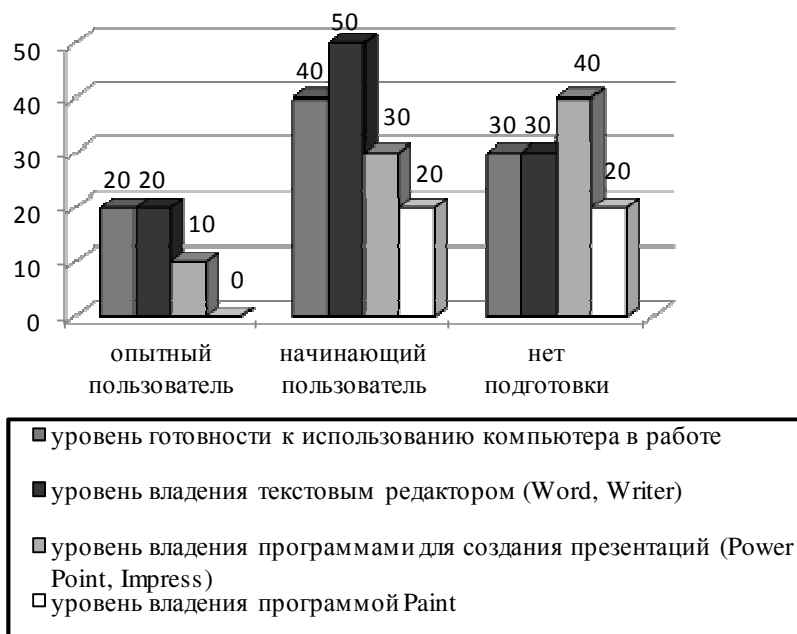 50
50
40
40
40
30
30
30
30
20
20
20
20
20
10
10
0
0
опытный пользователь
начинающий пользователь
нет подготовки
уровень готовности к использованию компьютера в работе
уровень владения текстовым редактором (Word, Writer)
уровень владения программами для создания презентаций (Power
Point, Impress)
уровень владения программой Paint